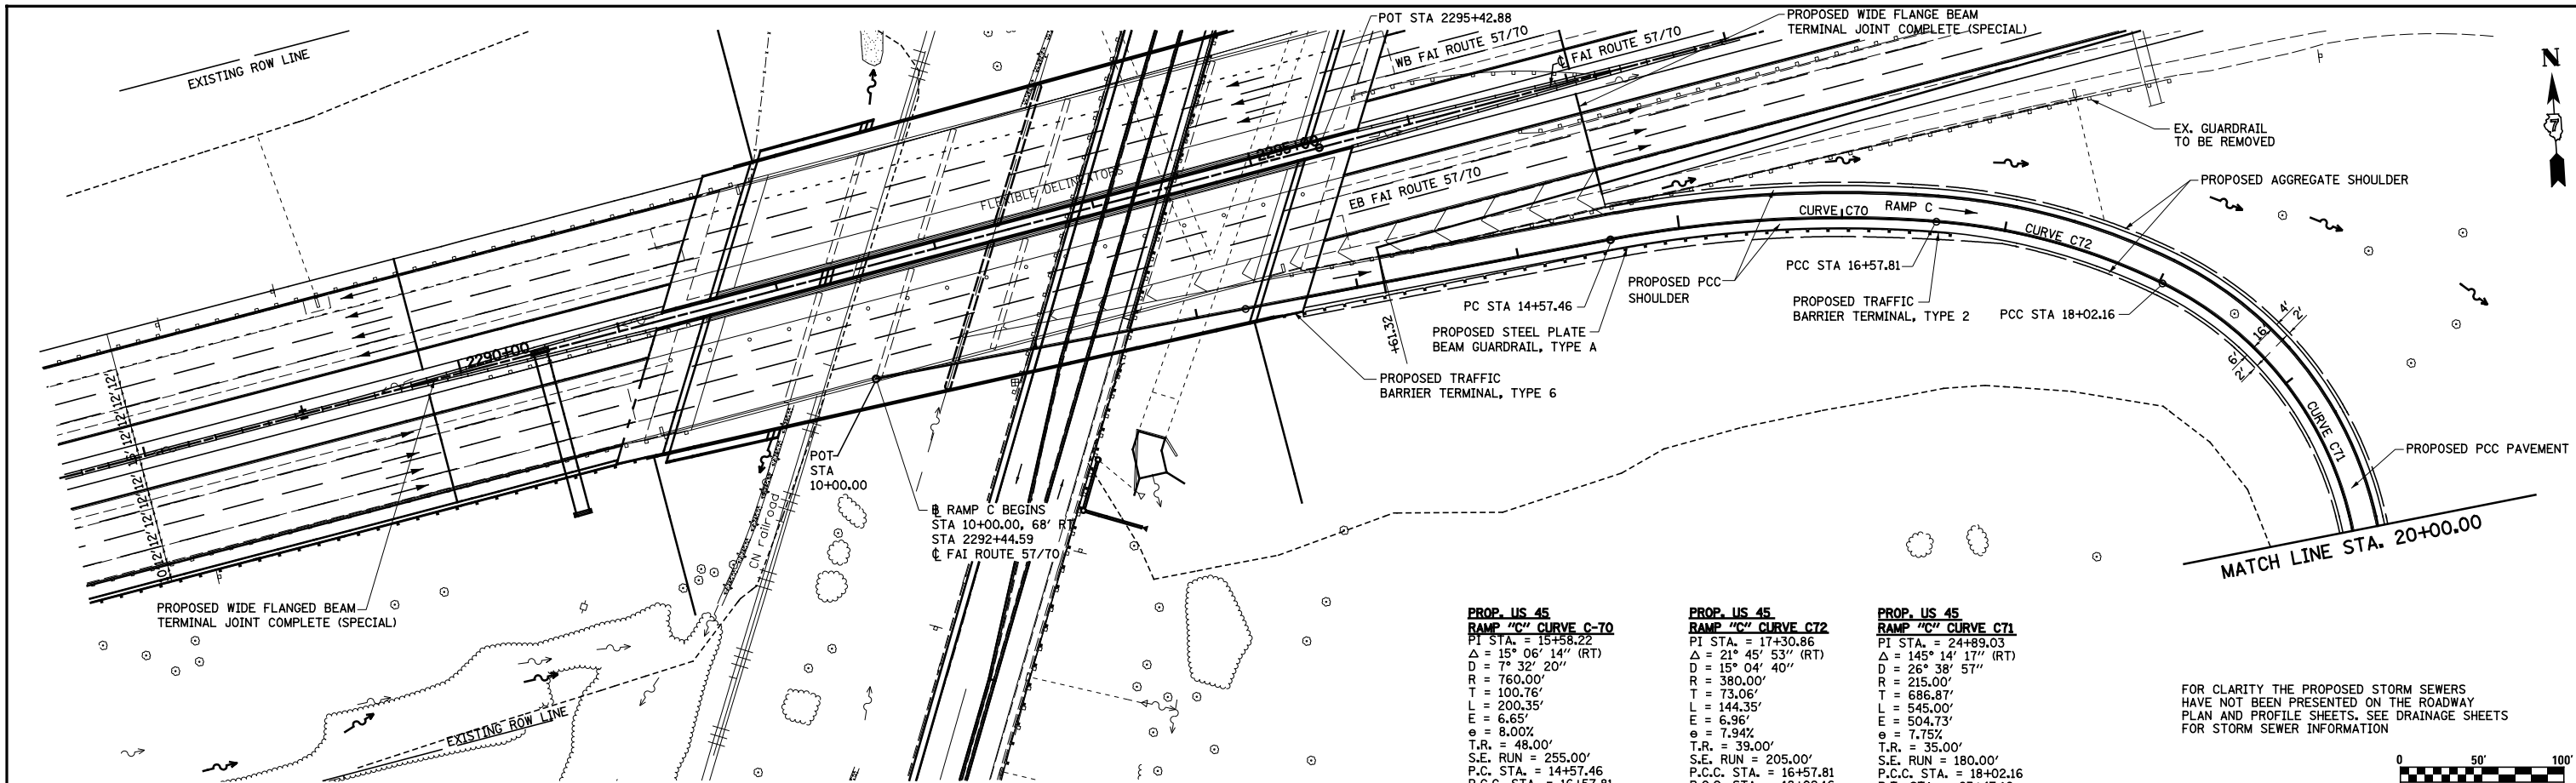 EXISTING ROW LINE
POT STA 2295+42.88
PROPOSED WIDE FLANGE BEAM
TERMINAL JOINT COMPLETE (SPECIAL)
WB FAI ROUTE 57/70
℄ FAI ROUTE 57/70
N
7
EX. GUARDRAIL
TO BE REMOVED
2295+00
FLEXIBLE DELINEATORS
EB FAI ROUTE 57/70
PROPOSED AGGREGATE SHOULDER
CURVE C70
RAMP C
CURVE C72
PCC STA 16+57.81
PROPOSED PCC
SHOULDER
PC STA 14+57.46
PROPOSED TRAFFIC
BARRIER TERMINAL, TYPE 2
PCC STA 18+02.16
4'
2'
16'
6'
2'
+61.32
PROPOSED STEEL PLATE
BEAM GUARDRAIL, TYPE A
2290+00
PROPOSED TRAFFIC
BARRIER TERMINAL, TYPE 6
CURVE C71
PROPOSED PCC PAVEMENT
POT
STA
10+00.00
CN railroad
B RAMP C BEGINS
STA 10+00.00, 68' RT
STA 2292+44.59
℄ FAI ROUTE 57/70
MATCH LINE STA. 20+00.00
PROPOSED WIDE FLANGED BEAM
TERMINAL JOINT COMPLETE (SPECIAL)
EXISTING ROW LINE
PROP. US 45
RAMP "C" CURVE C-70
PI STA. = 15+58.22
Δ = 15° 06' 14" (RT)
D = 7° 32' 20"
R = 760.00'
T = 100.76'
L = 200.35'
E = 6.65'
e = 8.00%
T.R. = 48.00'
S.E. RUN = 255.00'
P.C. STA. = 14+57.46
P.C.C. STA. = 16+57.81
PROP. US 45
RAMP "C" CURVE C72
PI STA. = 17+30.86
Δ = 21° 45' 53" (RT)
D = 15° 04' 40"
R = 380.00'
T = 73.06'
L = 144.35'
E = 6.96'
e = 7.94%
T.R. = 39.00'
S.E. RUN = 205.00'
P.C.C. STA. = 16+57.81
PROP. US 45
RAMP "C" CURVE C71
PI STA. = 24+89.03
Δ = 145° 14' 17" (RT)
D = 26° 38' 57"
R = 215.00'
T = 686.87'
L = 545.00'
E = 504.73'
e = 7.75%
T.R. = 35.00'
S.E. RUN = 180.00'
P.C.C. STA. = 18+02.16
FOR CLARITY THE PROPOSED STORM SEWERS
HAVE NOT BEEN PRESENTED ON THE ROADWAY
PLAN AND PROFILE SHEETS. SEE DRAINAGE SHEETS
FOR STORM SEWER INFORMATION
0 50' 100'